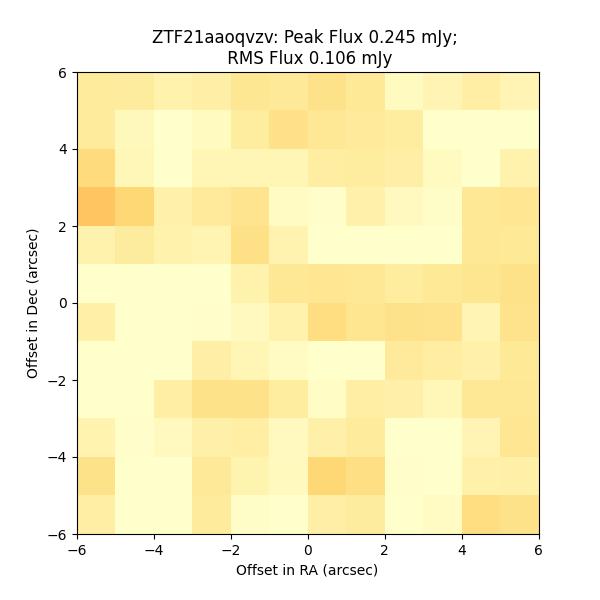 ZTF21aaoqvzv: Peak Flux 0.245 mJy;
RMS Flux 0.106 mJy
6
4
2
0
−2
−4
−6
Offset in Dec (arcsec)
−6 −4 −2 0 2 4 6
Offset in RA (arcsec)